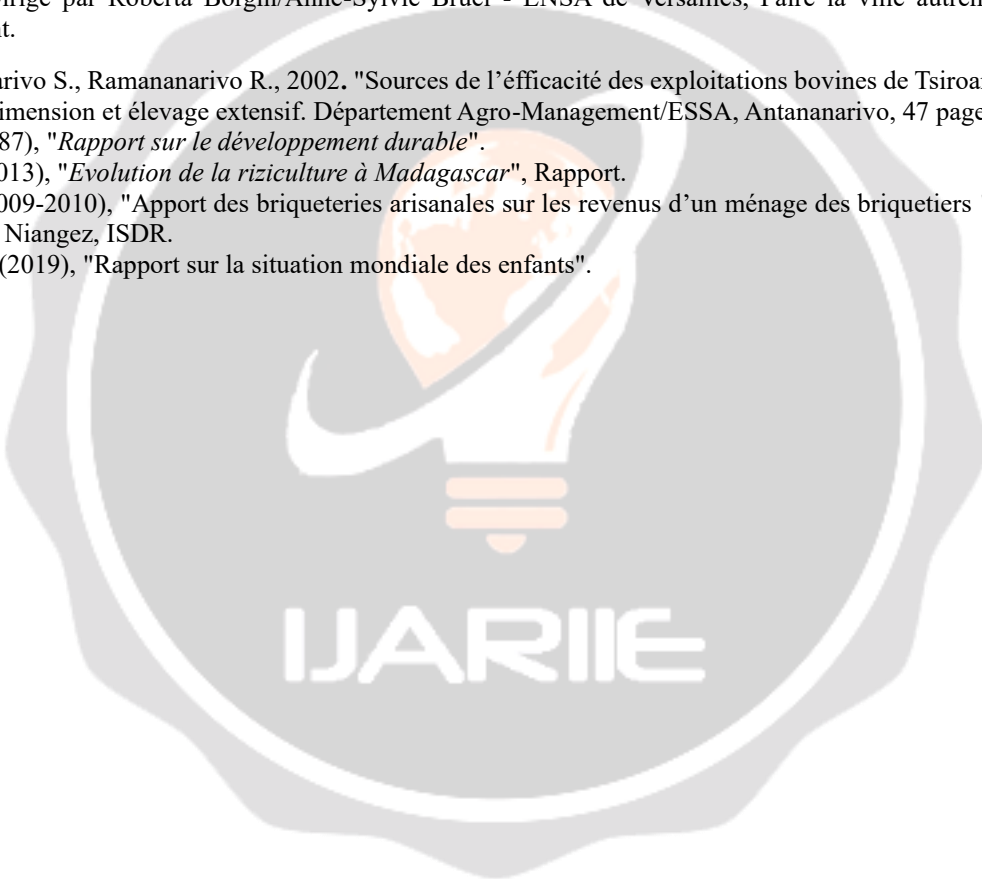 dirigé par Roberta Borghi/Anne-Sylvie Bruel - ENSA de Versailles, Faire la ville
nt.
arivo S., Ramananarivo R., 2002. "Sources de l’éfficacité des exploitations bovines de
imension et élevage extensif. Département Agro-Management/ESSA, Antananarivo, 47 page
87), "Rapport sur le développement durable".
013), "Evolution de la riziculture à Madagascar", Rapport.
009-2010), "Apport des briqueteries arisanales sur les revenus d’un ménage des briquetiers
Niangez, ISDR.
(2019), "Rapport sur la situation mondiale des enfants".
IJARIIE